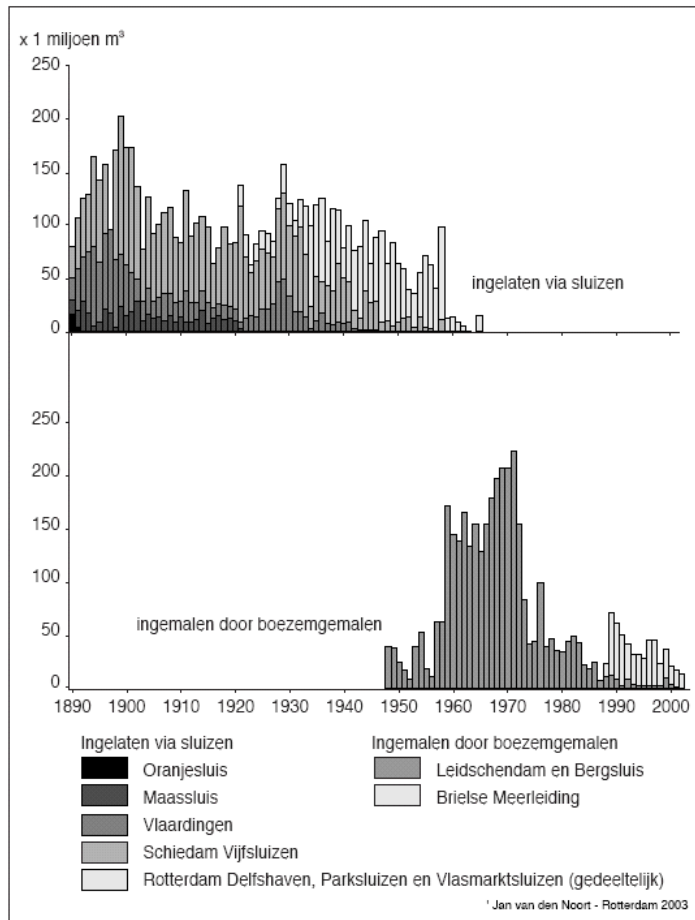 x 1 miljoen m³
250
200
150
100
50
0
ingelaten via sluizen
250
200
150
100
50
0
ingemalen door boezemgemalen
1890 1900 1910 1920 1930 1940 1950 1960 1970 1980 1990 2000
Ingelaten via sluizen
Oranjesluis
Maassluis
Vlaardingen
Schiedam Vijfsluizen
Rotterdam Delfshaven, Parksluizen en Vlasmarktsluizen (gedeeltelijk)
Ingemalen door boezemgemalen
Leidschendam en Bergsluis
Brielse Meerleiding
' Jan van den Noort - Rotterdam 2003